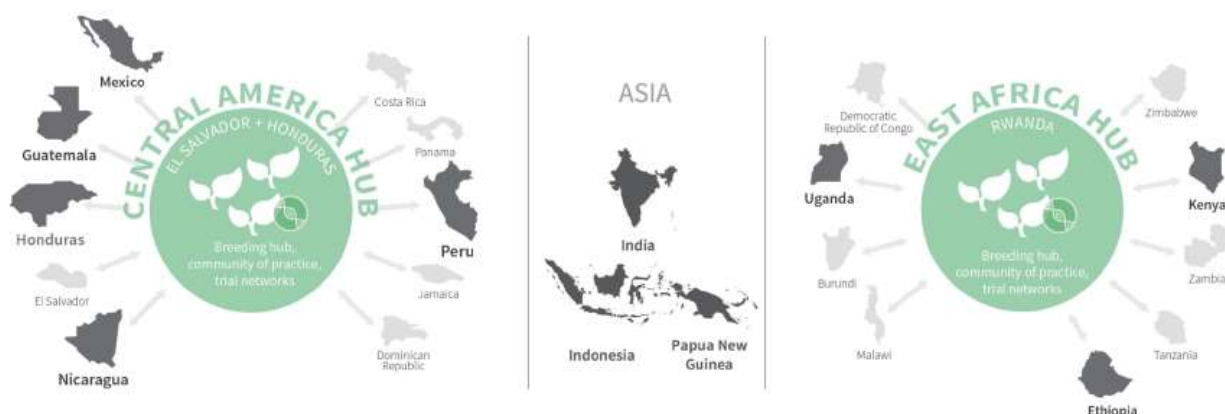 Mexico
Guatemala
Honduras
El Salvador
Nicaragua
CENTRAL AMERICA HUB
EL SALVADOR + HONDURAS
Breeding hub,
community of practice,
trial networks
Costa Rica
Panama
Peru
Jamaica
Dominican
Republic
ASIA
India
Indonesia
Papua New
Guinea
Democratic
Republic of Congo
Uganda
Burundi
Malawi
EAST AFRICA HUB
RWANDA
Breeding hub,
community of practice,
trial networks
Zimbabwe
Kenya
Zambia
Tanzania
Ethiopia